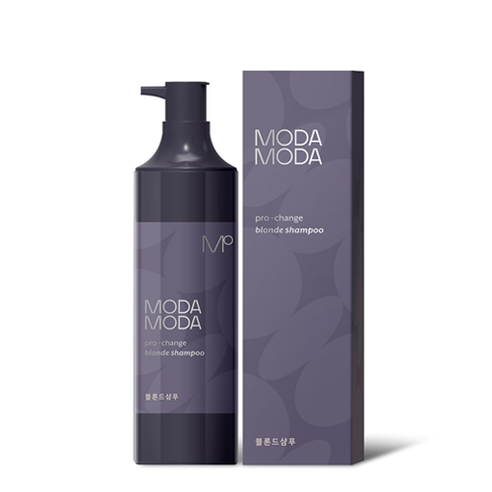 MP
MODA
MODA
pro·change
blonde shampoo
블론드샴푸
MODA
MODA
pro·change
blonde shampoo
블론드샴푸